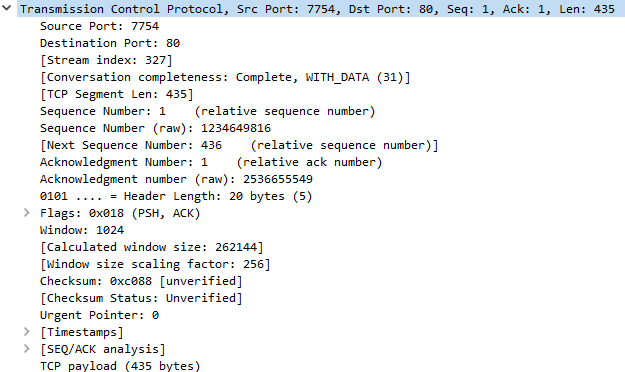 Transmission Control Protocol, Src Port: 7754, Dst Port: 80, Seq: 1, Ack: 1, Len: 435
Source Port: 7754
Destination Port: 80
[Stream index: 327]
[Conversation completeness: Complete, WITH_DATA (31)]
[TCP Segment Len: 435]
Sequence Number: 1    (relative sequence number)
Sequence Number (raw): 1234649816
[Next Sequence Number: 436    (relative sequence number)]
Acknowledgment Number: 1    (relative ack number)
Acknowledgment number (raw): 2536655549
0101 .... = Header Length: 20 bytes (5)
Flags: 0x018 (PSH, ACK)
Window: 1024
[Calculated window size: 262144]
[Window size scaling factor: 256]
Checksum: 0xc088 [unverified]
[Checksum Status: Unverified]
Urgent Pointer: 0
[Timestamps]
[SEQ/ACK analysis]
TCP payload (435 bytes)